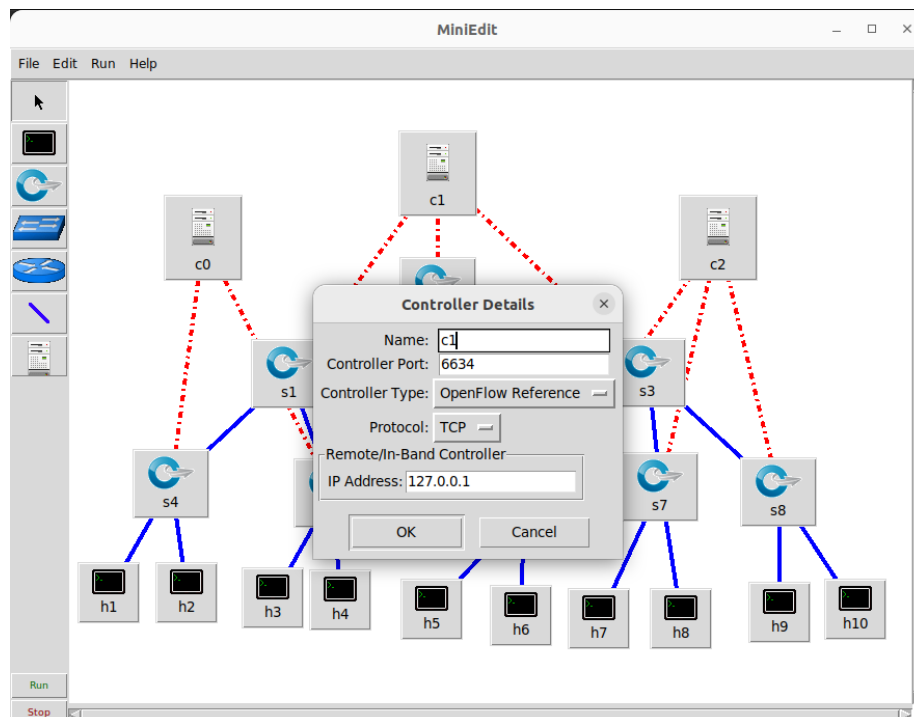 MiniEdit
File Edit Run Help
c1
c0
c2
Controller Details
Name: c1
Controller Port: 6634
s1
s3
Controller Type: OpenFlow Reference
Protocol: TCP
Remote/In-Band Controller
IP Address: 127.0.0.1
s4
s7
s8
OK Cancel
h1
h2
h3
h4
h5
h6
h7
h8
h9
h10
Run
Stop